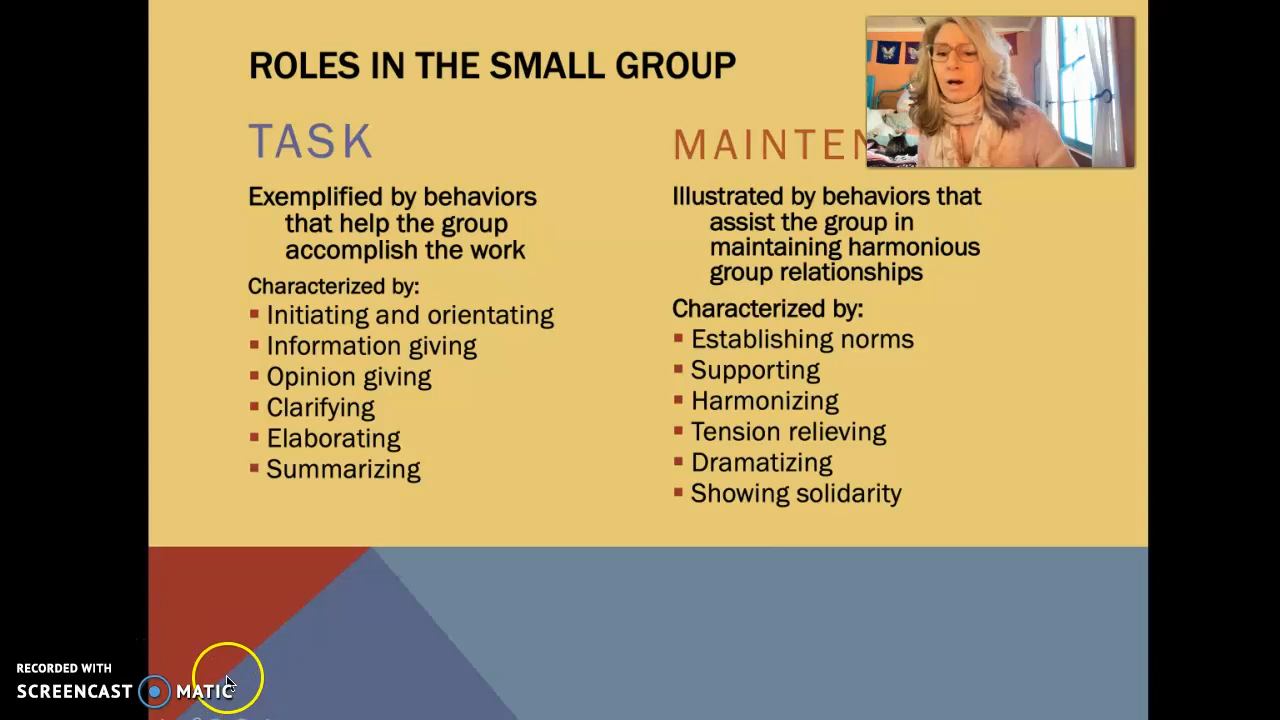 ROLES IN THE SMALL GROUP
TASK
Exemplified by behaviors
that help the group
accomplish the work
Characterized by:
Initiating and orientating
Information giving
Opinion giving
Clarifying
Elaborating
Summarizing
MAINTEN
Illustrated by behaviors that
assist the group in
maintaining harmonious
group relationships
Characterized by:
Establishing norms
Supporting
Harmonizing
Tension relieving
Dramatizing
Showing solidarity
RECORDED WITH
SCREENCAST MATIC